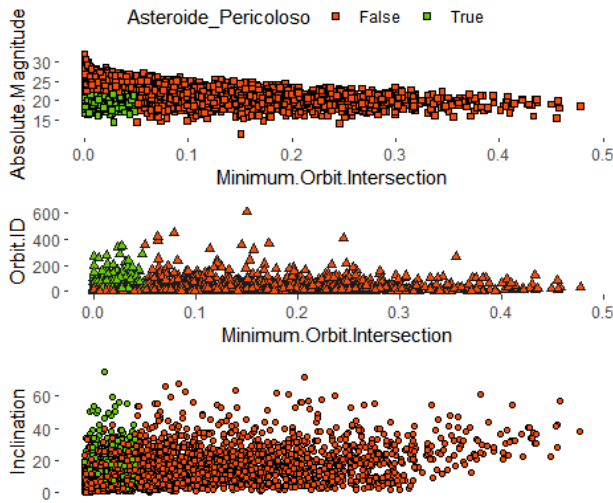 Asteroide_Pericoloso False True
Absolute.Magnitude
30
25
20
15
0.0 0.1 0.2 0.3 0.4 0.5
Minimum.Orbit.Intersection
Orbit.ID
600
400
200
0
0.0 0.1 0.2 0.3 0.4 0.5
Minimum.Orbit.Intersection
Inclination
60
40
20
0